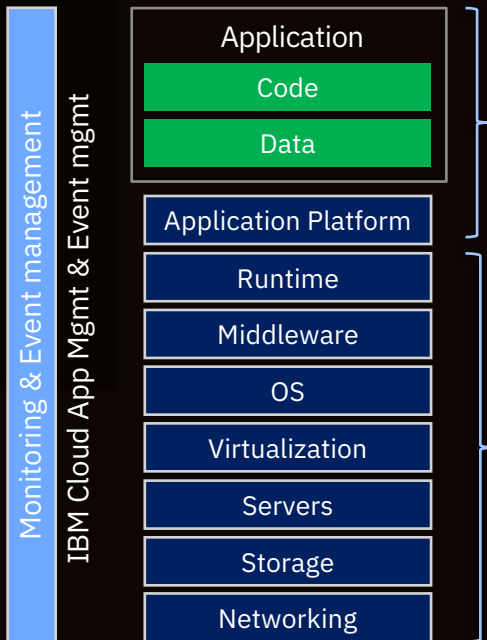 Monitoring & Event management
IBM Cloud App Mgmt & Event mgmt
Application
Code
Data
Application Platform
Runtime
Middleware
OS
Virtualization
Servers
Storage
Networking